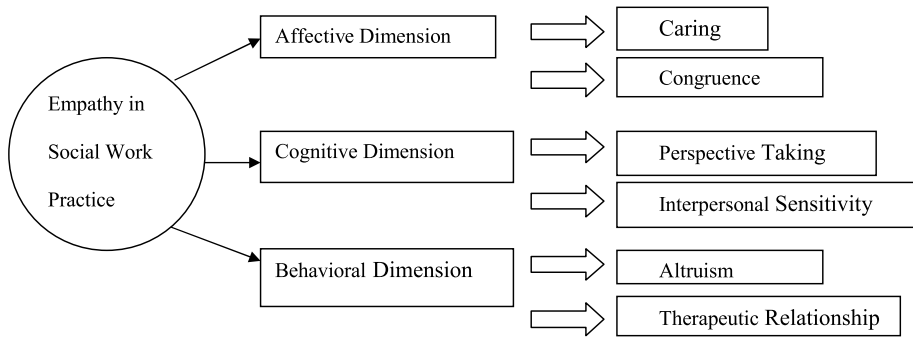 Empathy in
Social Work
Practice
Affective Dimension
Caring
Congruence
Cognitive Dimension
Perspective Taking
Interpersonal Sensitivity
Behavioral Dimension
Altruism
Therapeutic Relationship